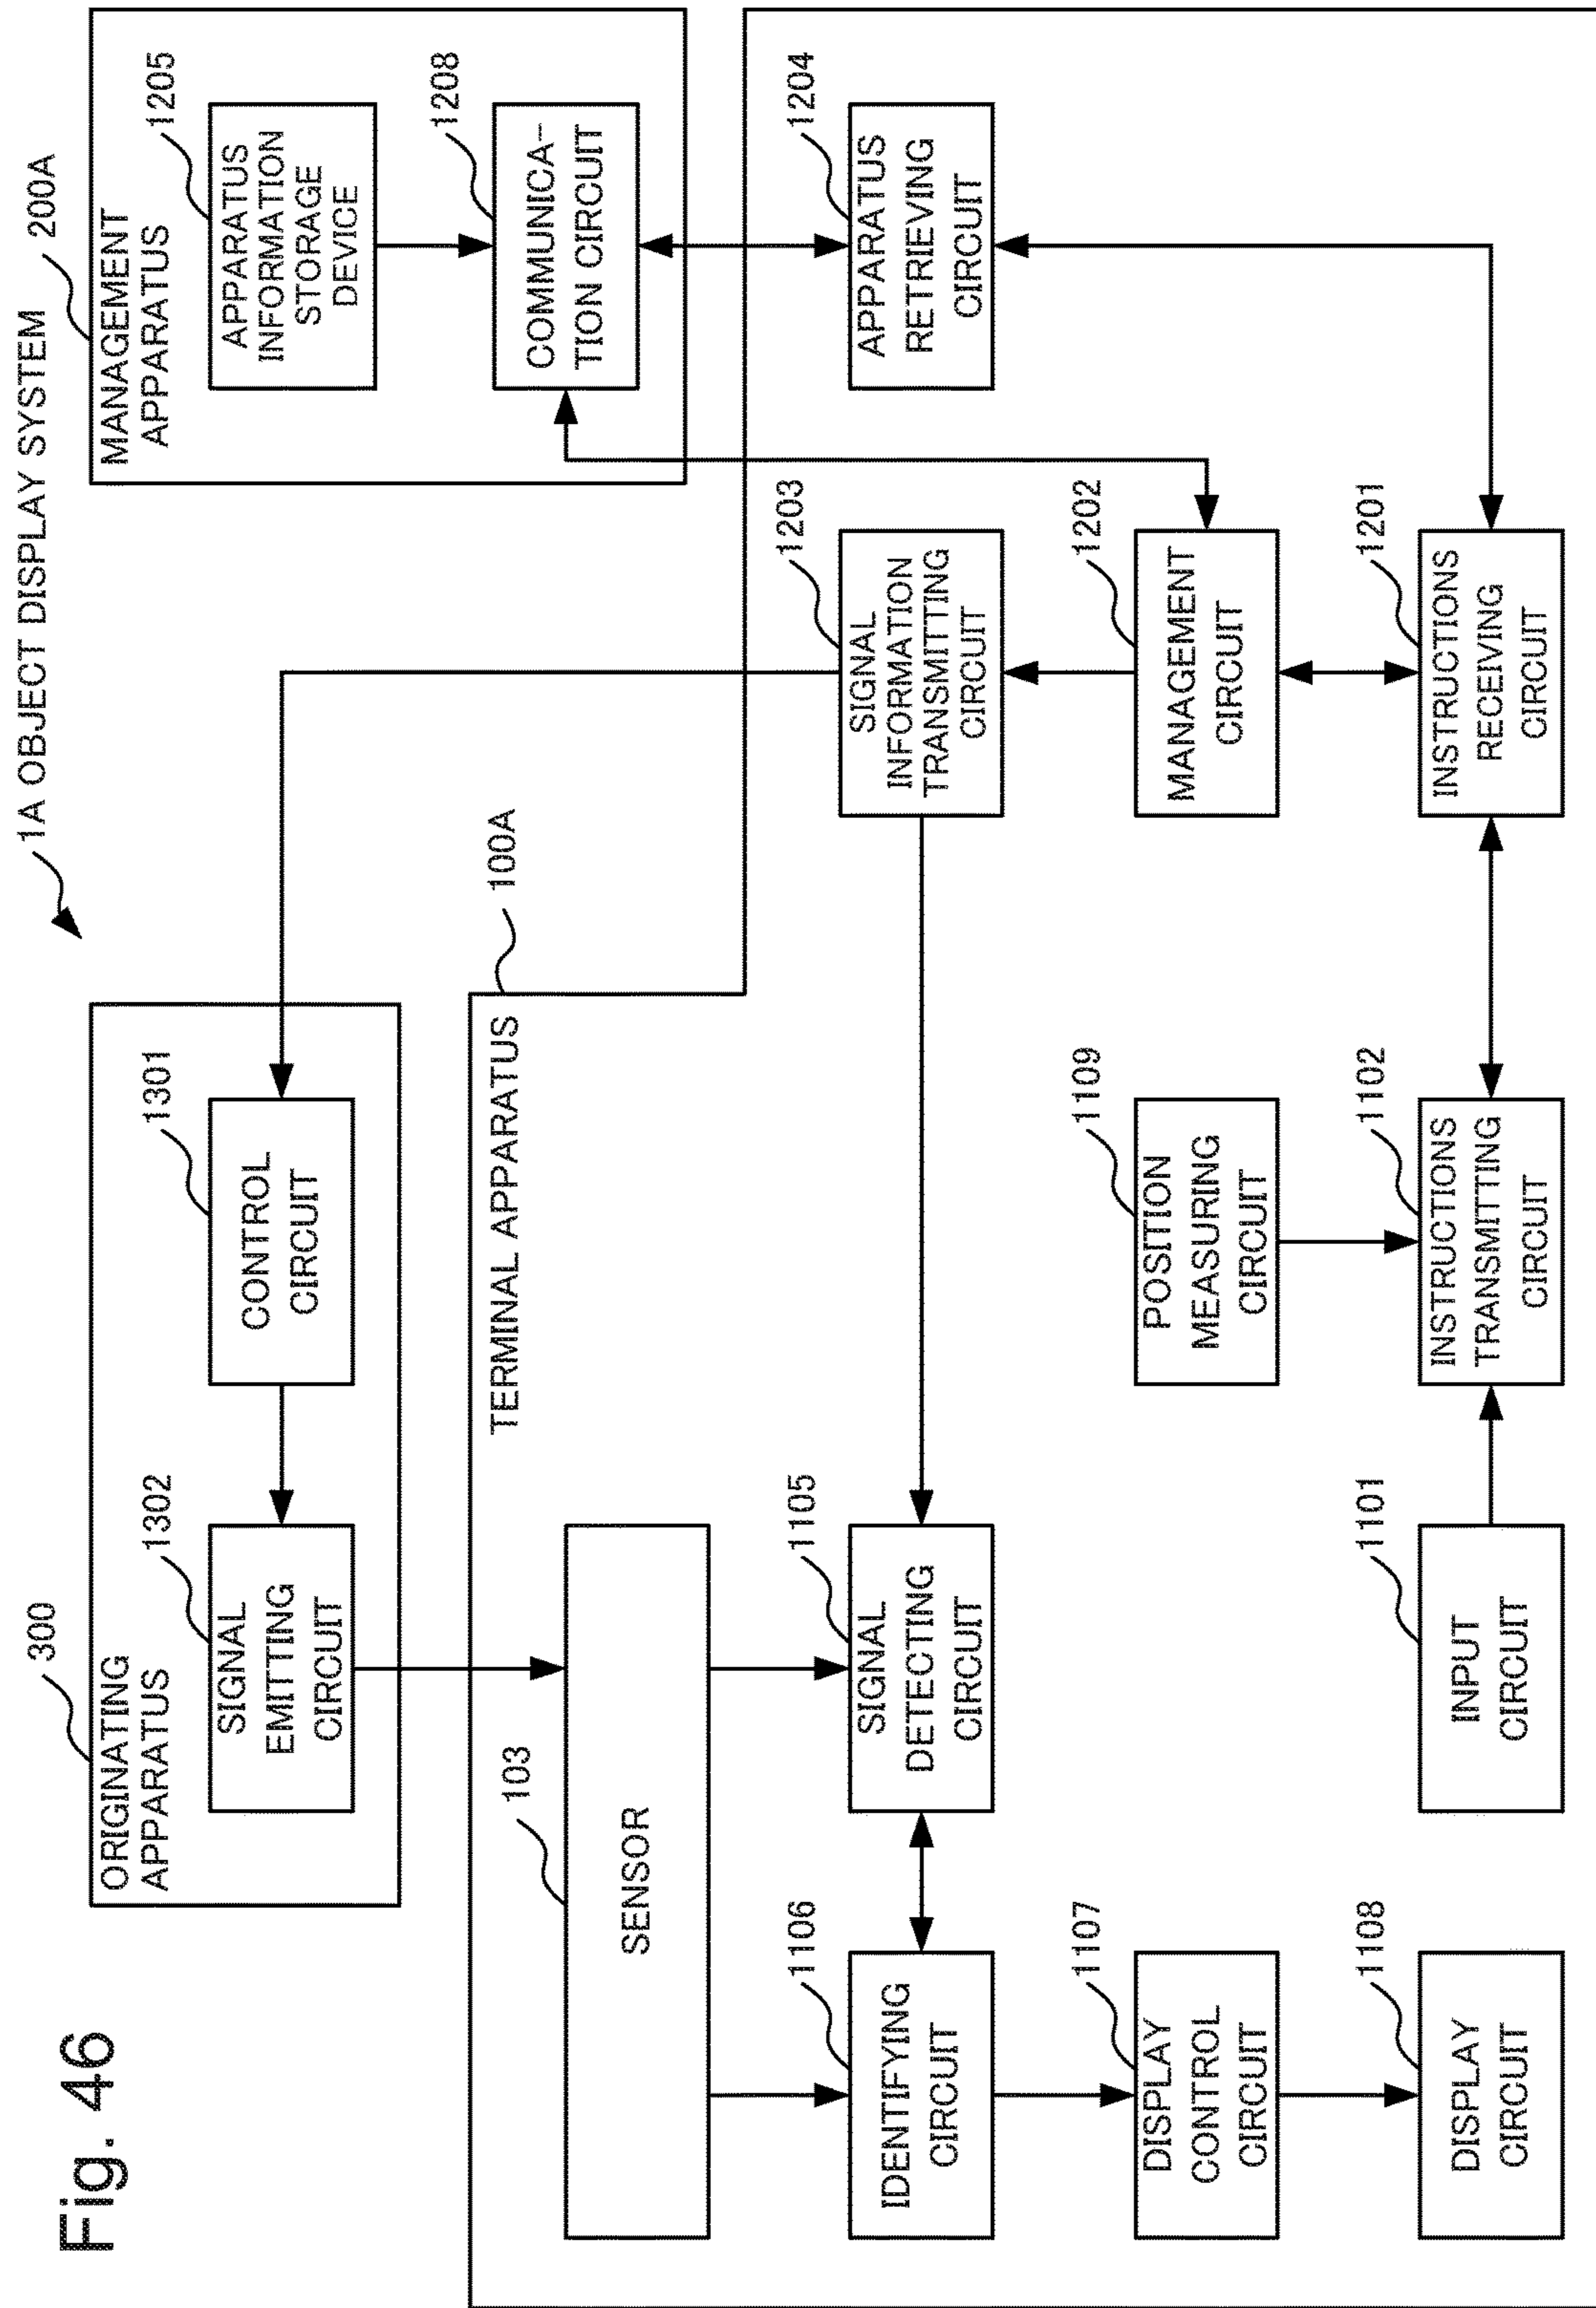 Fig. 46
1A OBJECT DISPLAY SYSTEM
300
ORIGINATING
APPARATUS
1302
SIGNAL
EMITTING
CIRCUIT
1301
CONTROL
CIRCUIT
200A
MANAGEMENT
APPARATUS
1205
APPARATUS
INFORMATION
STORAGE
DEVICE
1208
COMMUNICA-
TION CIRCUIT
100A
TERMINAL APPARATUS
103
SENSOR
1106
IDENTIFYING
CIRCUIT
1105
SIGNAL
DETECTING
CIRCUIT
1203
SIGNAL
INFORMATION
TRANSMITTING
CIRCUIT
1204
APPARATUS
RETRIEVING
CIRCUIT
1107
DISPLAY
CONTROL
CIRCUIT
1109
POSITION
MEASURING
CIRCUIT
1202
MANAGEMENT
CIRCUIT
1108
DISPLAY
CIRCUIT
1101
INPUT
CIRCUIT
1102
INSTRUCTIONS
TRANSMITTING
CIRCUIT
1201
INSTRUCTIONS
RECEIVING
CIRCUIT